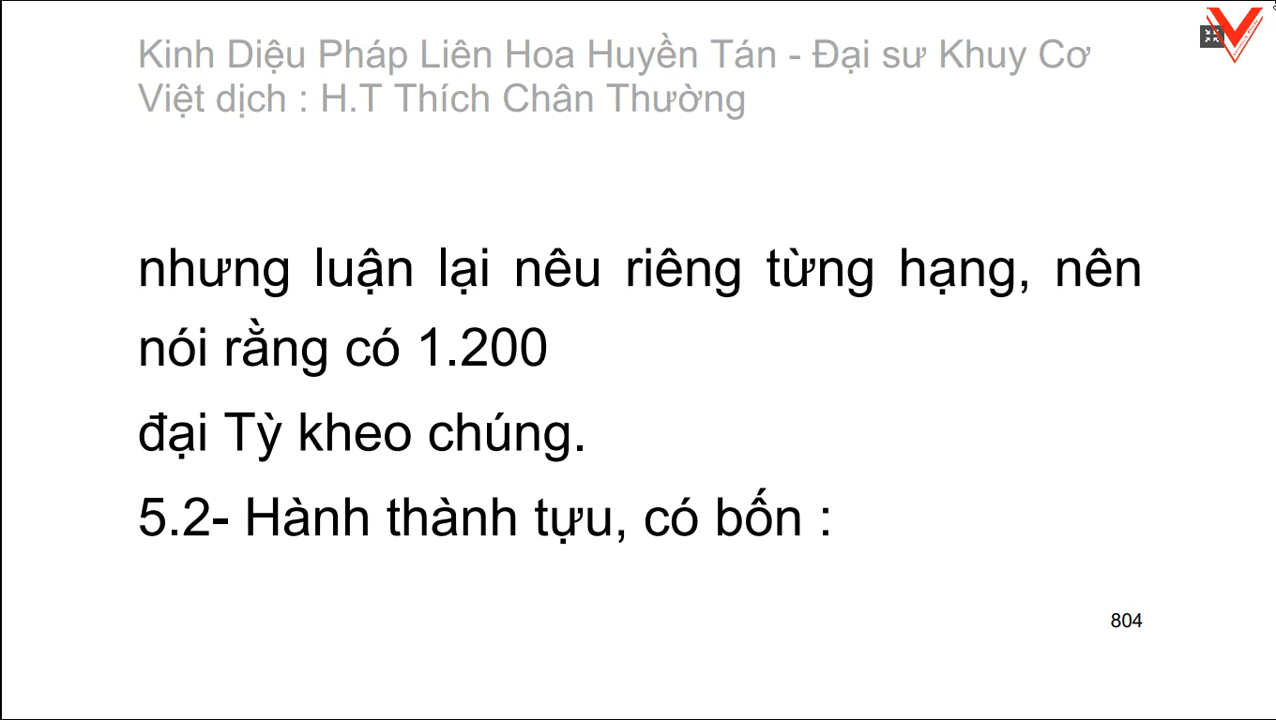 Kinh Diệu Pháp Liên Hoa Huyền Tán - Đại sư Khuy Cơ
Việt dịch : H.T Thích Chân Thường
nhưng luận lại nêu riêng từng hạng, nên
nói rằng có 1.200
đại Tỳ kheo chúng.
5.2- Hành thành tựu, có bốn :
804